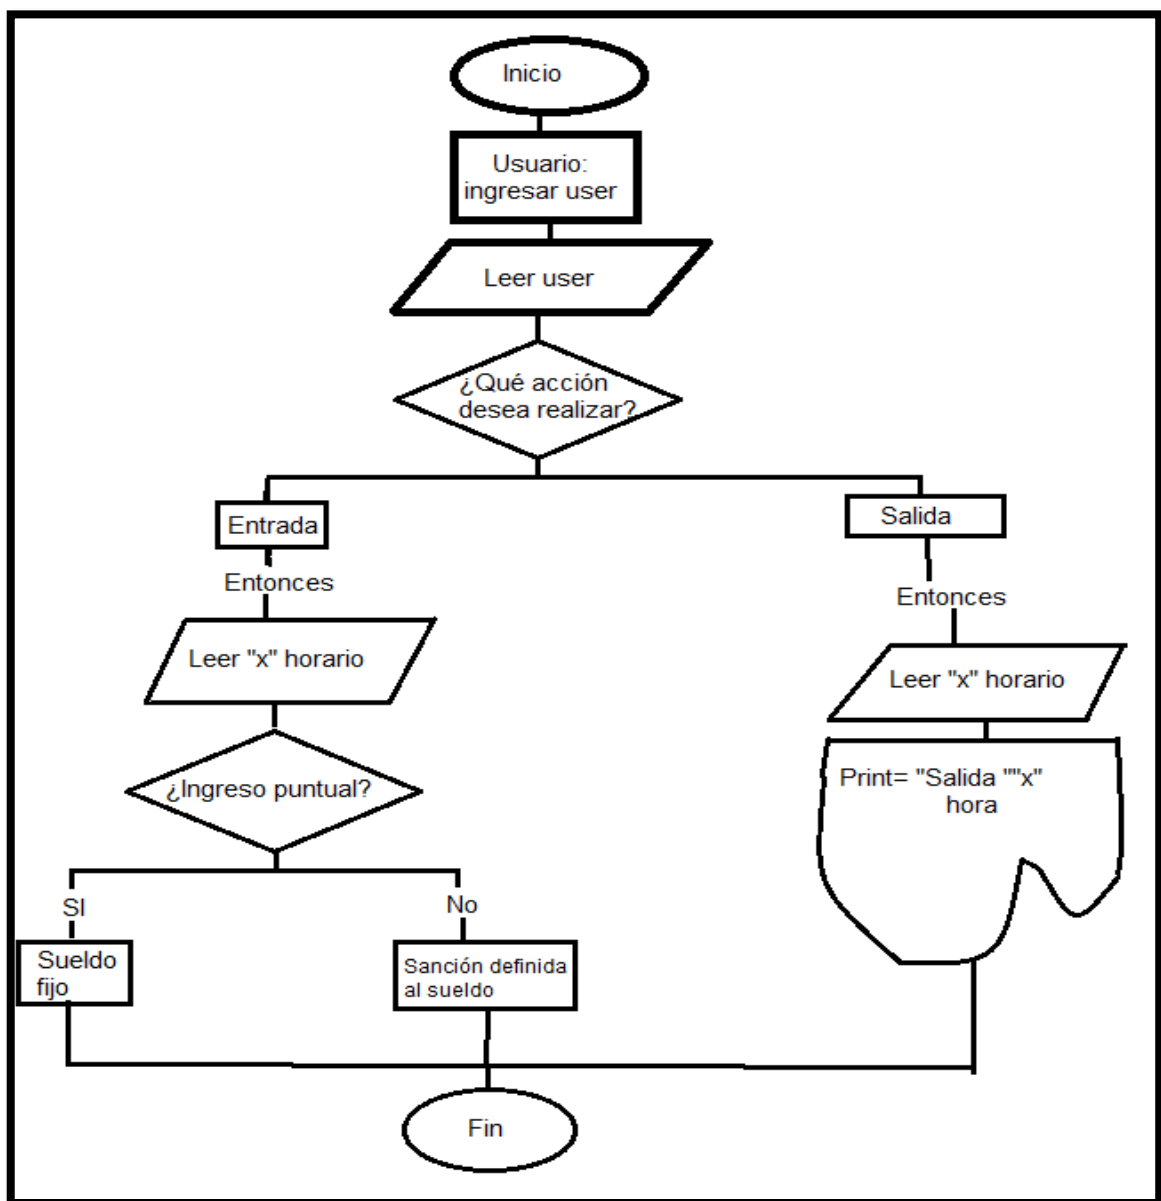 Inicio
Usuario:
ingresar user
Leer user
¿Qué acción
desea realizar?
Entrada
Salida
Entonces
Entonces
Leer "x" horario
Leer "x" horario
¿Ingreso puntual?
Print= "Salida ""x"
hora
SI
No
Sueldo
fijo
Sanción definida
al sueldo
Fin